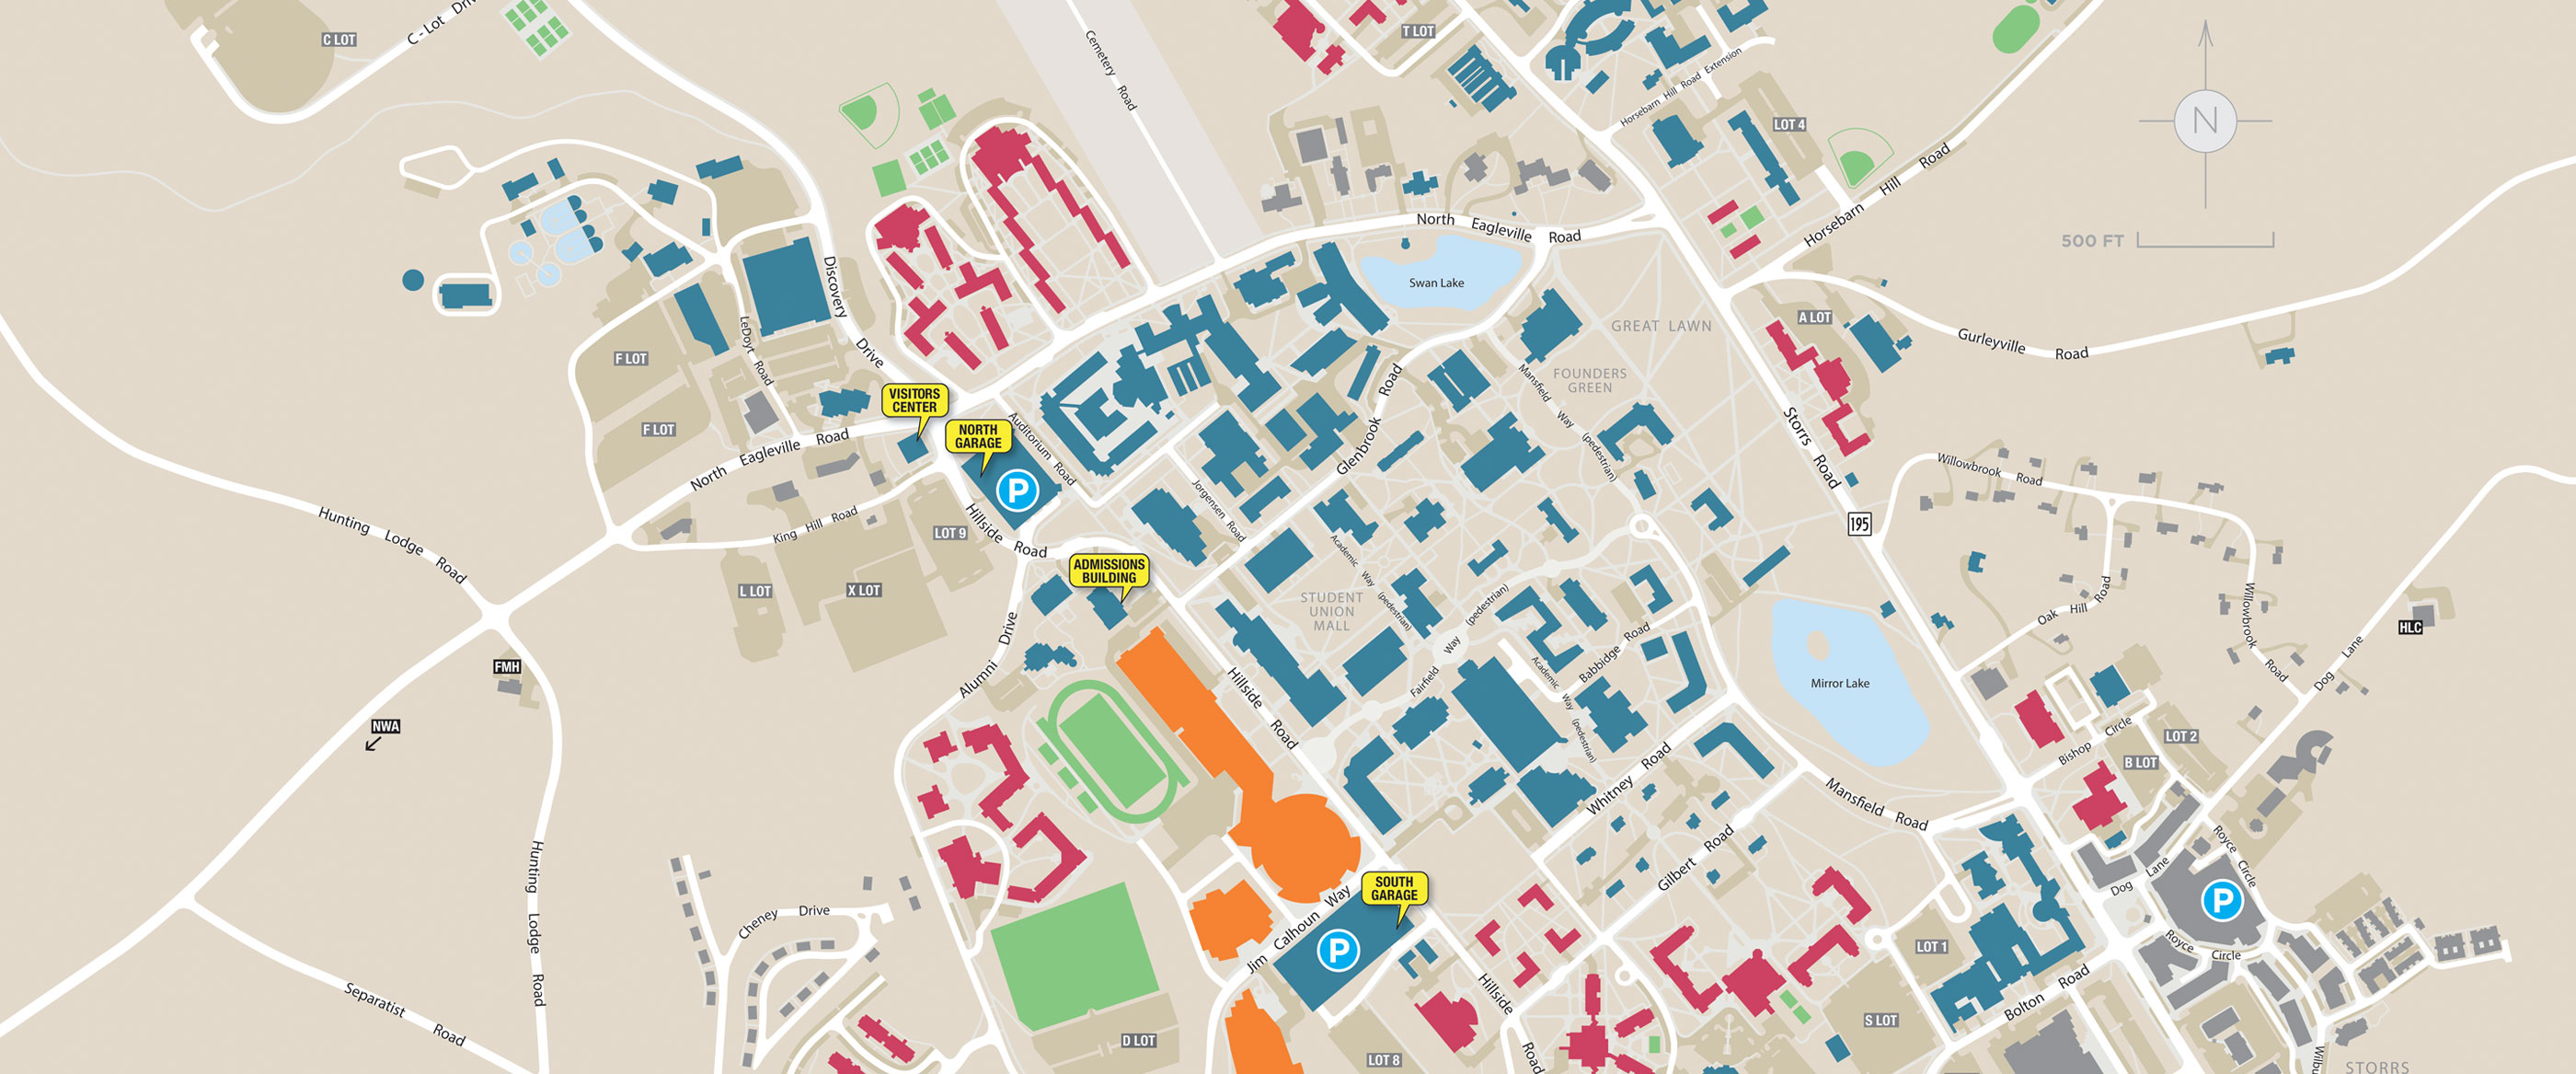 C LOT
C - Lot
Cemetery Road
T LOT
Horsebarn Hill Road Extension
LOT 4
Horsebarn Hill Road
N
500 FT
North Eagleville Road
Swan Lake
GREAT LAWN
A LOT
Gurleyville Road
Discovery Drive
LeDoyt Road
F LOT
F LOT
FOUNDERS
GREEN
Mansfield Way (pedestrian)
Storrs Road
195
VISITORS
CENTER
NORTH
GARAGE
P
Auditorium Road
Glenbrook Road
Jorgensen Road
North Eagleville Road
King Hill Road
Hillside Road
LOT 9
L LOT
X LOT
Hunting Lodge Road
ADMISSIONS
BUILDING
Academic Way (pedestrian)
STUDENT
UNION
MALL
Fairfield Way (pedestrian)
Babbidge Road
Academic Way (pedestrian)
Willowbrook Road
Oak Hill Road
Willowbrook Road
Dog Lane
HLC
FMH
NWA
Alumni Drive
Hillside Road
Mirror Lake
Whitney Road
Mansfield Road
Bishop Circle
LOT 2
B LOT
Gilbert Road
Royce Circle
Dog Lane
P
Royce Circle
Hunting Lodge Road
Cheney Drive
SOUTH
GARAGE
Jim Calhoun Way
P
LOT 1
Separatist Road
Hillside Road
Bolton Road
S LOT
D LOT
LOT 8
STORRS